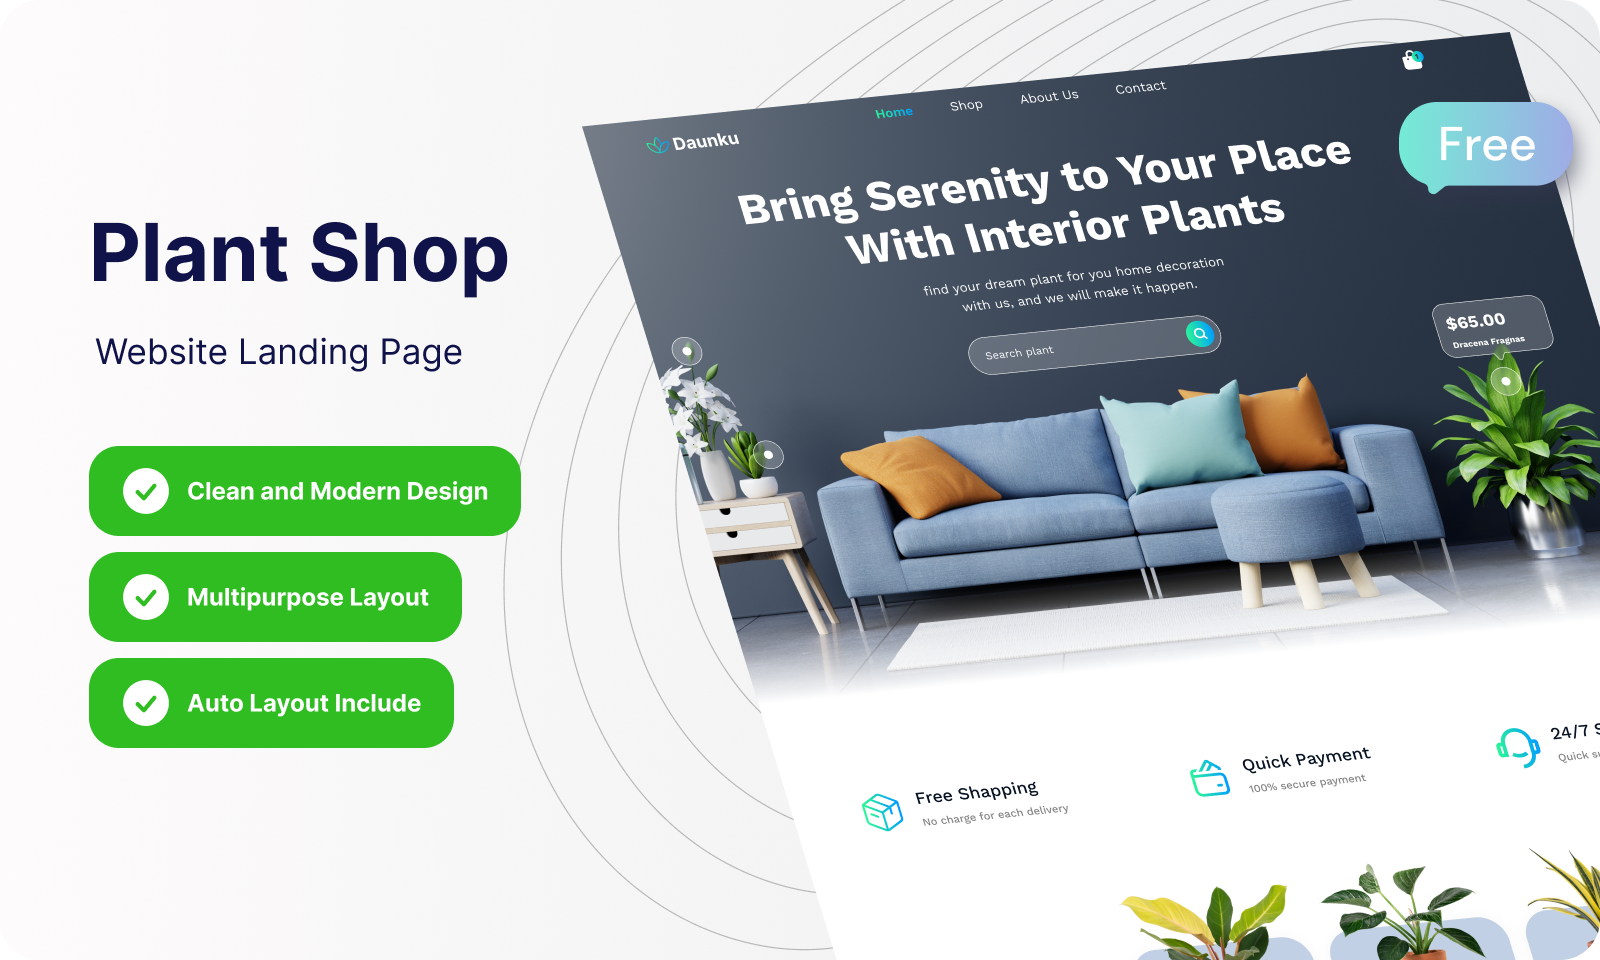 Plant Shop
Website Landing Page
Clean and Modern Design
Multipurpose Layout
Auto Layout Include
Free
Daunku
Home Shop About Us Contact
Bring Serenity to Your Place
With Interior Plants
find your dream plant for you home decoration
with us, and we will make it happen.
Search plant
$65.00
Dracena Fragnas
Free Shapping
No charge for each delivery
Quick Payment
100% secure payment
24/7 S
Quick su